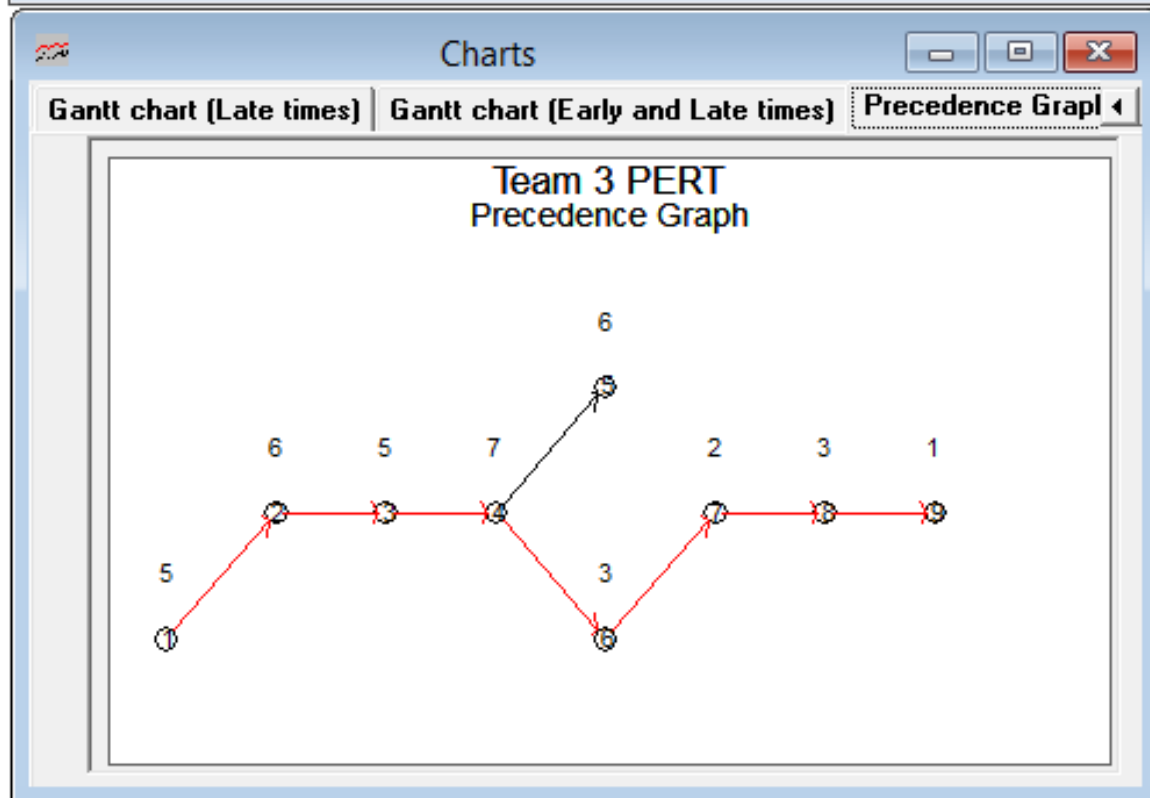 Charts
Gantt chart (Late times) Gantt chart (Early and Late times) Precedence Grapl
Team 3 PERT
Precedence Graph
6
5
6 5 7 2 3 1
2 3 4 7 8 9
5 3
1 6